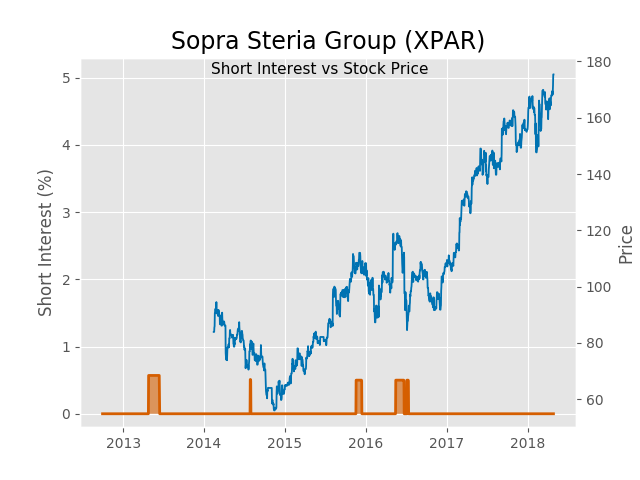 Sopra Steria Group (XPAR)
Short Interest vs Stock Price
Short Interest (%)
5
4
3
2
1
0
180
160
140
120
100
80
60
Price
2013 2014 2015 2016 2017 2018